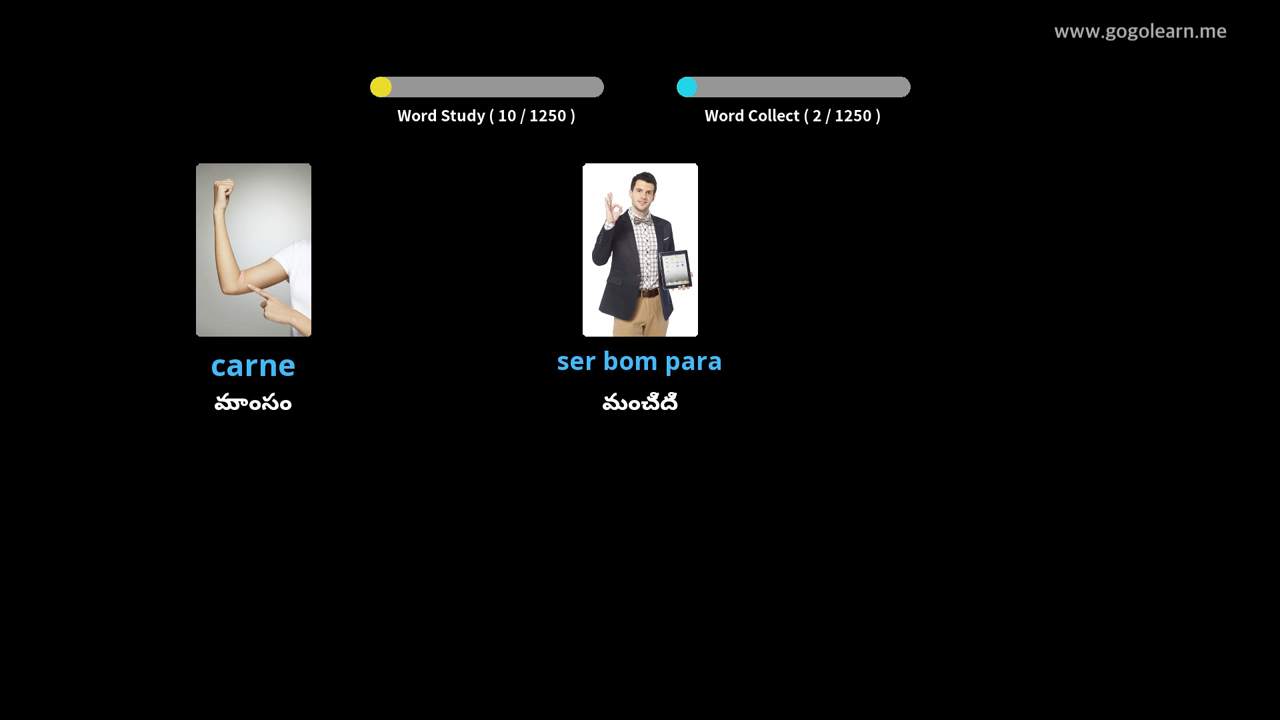 www.gogolearn.me
Word Study ( 10 / 1250 )
Word Collect ( 2 / 1250 )
carne
మాంసం
ser bom para
మంచిది